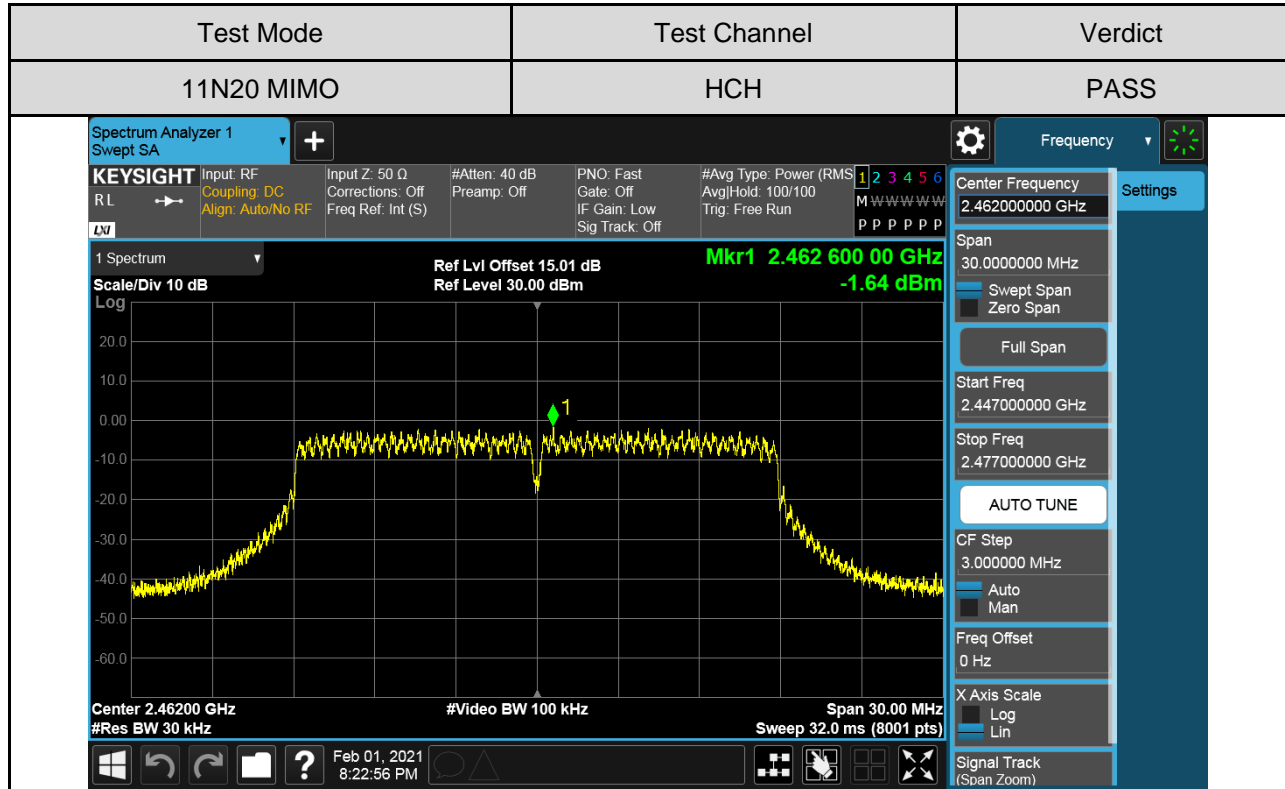 Test Mode Test Channel Verdict
11N20 MIMO HCH PASS
Spectrum Analyzer 1
Swept SA
+
Frequency
KEYSIGHT
RL
LXI
Input: RF
Coupling: DC
Align: Auto/No RF
Input Z: 50 Ω
Corrections: Off
Freq Ref: Int (S)
#Atten: 40 dB
Preamp: Off
PNO: Fast
Gate: Off
IF Gain: Low
Sig Track: Off
#Avg Type: Power (RMS
Avg|Hold: 100/100
Trig: Free Run
1 2 3 4 5 6
M W W W W W
P P P P P P
1 Spectrum
Scale/Div 10 dB
Ref Lvl Offset 15.01 dB
Ref Level 30.00 dBm
Mkr1 2.462 600 00 GHz
-1.64 dBm
Log
20.0
10.0
1
0.00
-10.0
-20.0
-30.0
-40.0
-50.0
-60.0
Center 2.46200 GHz #Video BW 100 kHz Span 30.00 MHz
#Res BW 30 kHz Sweep 32.0 ms (8001 pts)
?
Feb 01, 2021
8:22:56 PM
Center Frequency
2.462000000 GHz
Settings
Span
30.0000000 MHz
Swept Span
Zero Span
Full Span
Start Freq
2.447000000 GHz
Stop Freq
2.477000000 GHz
AUTO TUNE
CF Step
3.000000 MHz
Auto
Man
Freq Offset
0 Hz
X Axis Scale
Log
Lin
Signal Track
(Span Zoom)